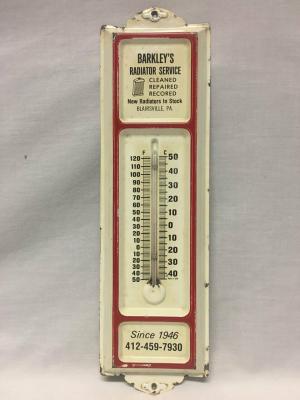 BARKLEY'S
RADIATOR SERVICE
CLEANED
REPAIRED
RECORED
New Radiators In Stock
BLAIRSVILLE, PA.
F C
120 50
110
100 40
90 30
80
70 20
60
50 10
40
30 0
20
10 10
0 20
10
20 30
30
40 40
50
Since 1946
412-459-7930